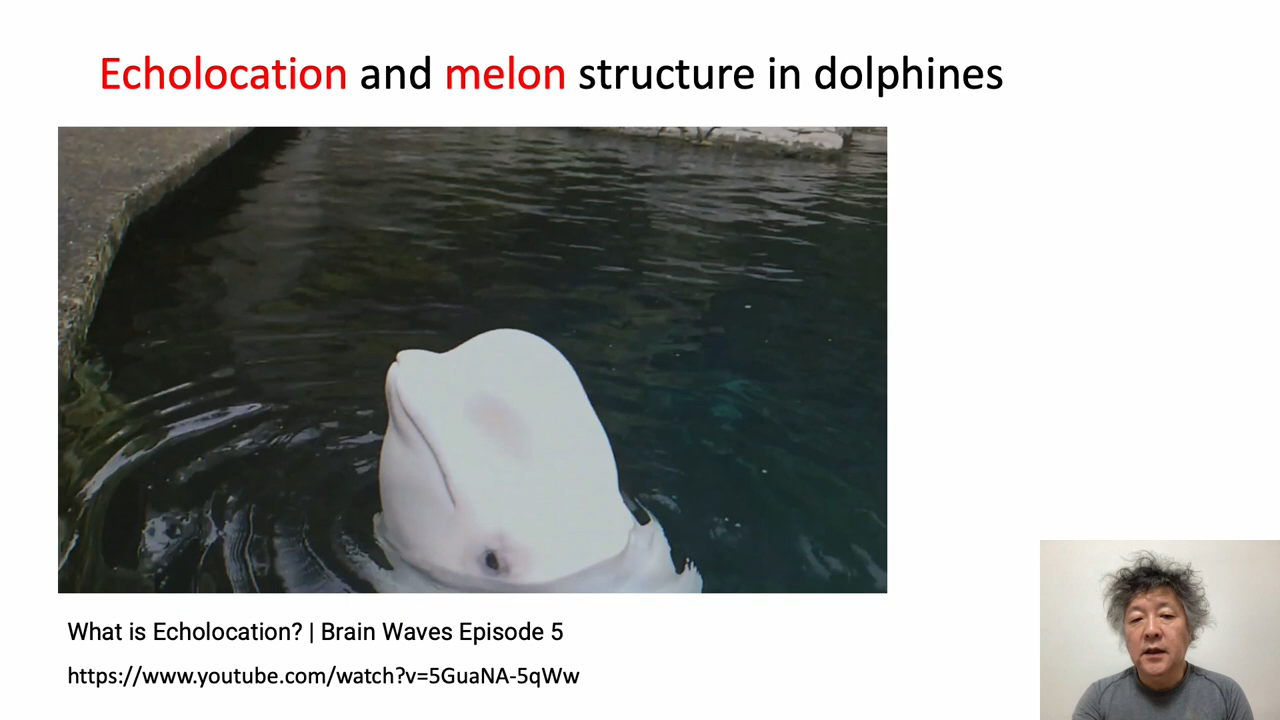 Echolocation and melon structure in dolphines
What is Echolocation? | Brain Waves Episode 5
https://www.youtube.com/watch?v=5GuaNA-5qWw